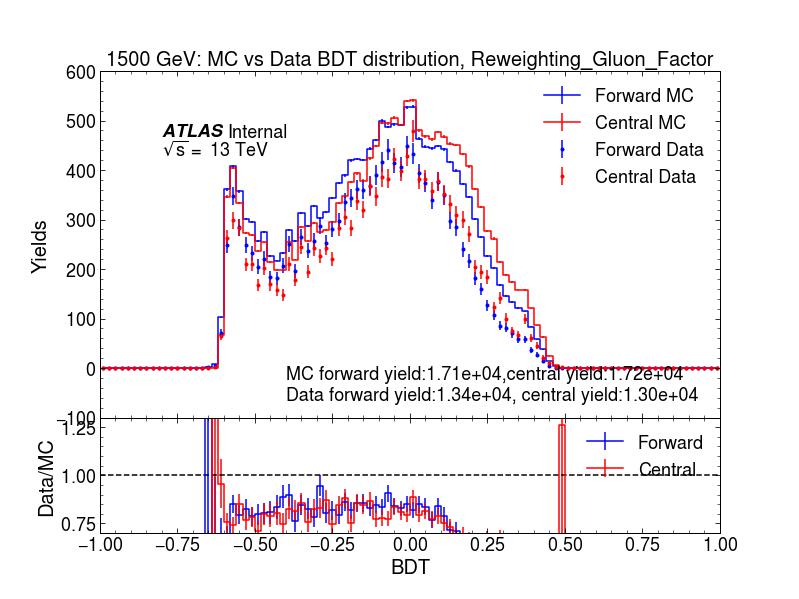 1500 GeV: MC vs Data BDT distribution, Reweighting_Gluon_Factor
600
500
400
300
200
100
0
−100
Yields
ATLAS Internal
√s = 13 TeV
Forward MC
Central MC
Forward Data
Central Data
MC forward yield:1.71e+04,central yield:1.72e+04
Data forward yield:1.34e+04, central yield:1.30e+04
1.25
1.00
0.75
Data/MC
Forward
Central
−1.00 −0.75 −0.50 −0.25 0.00 0.25 0.50 0.75 1.00
BDT